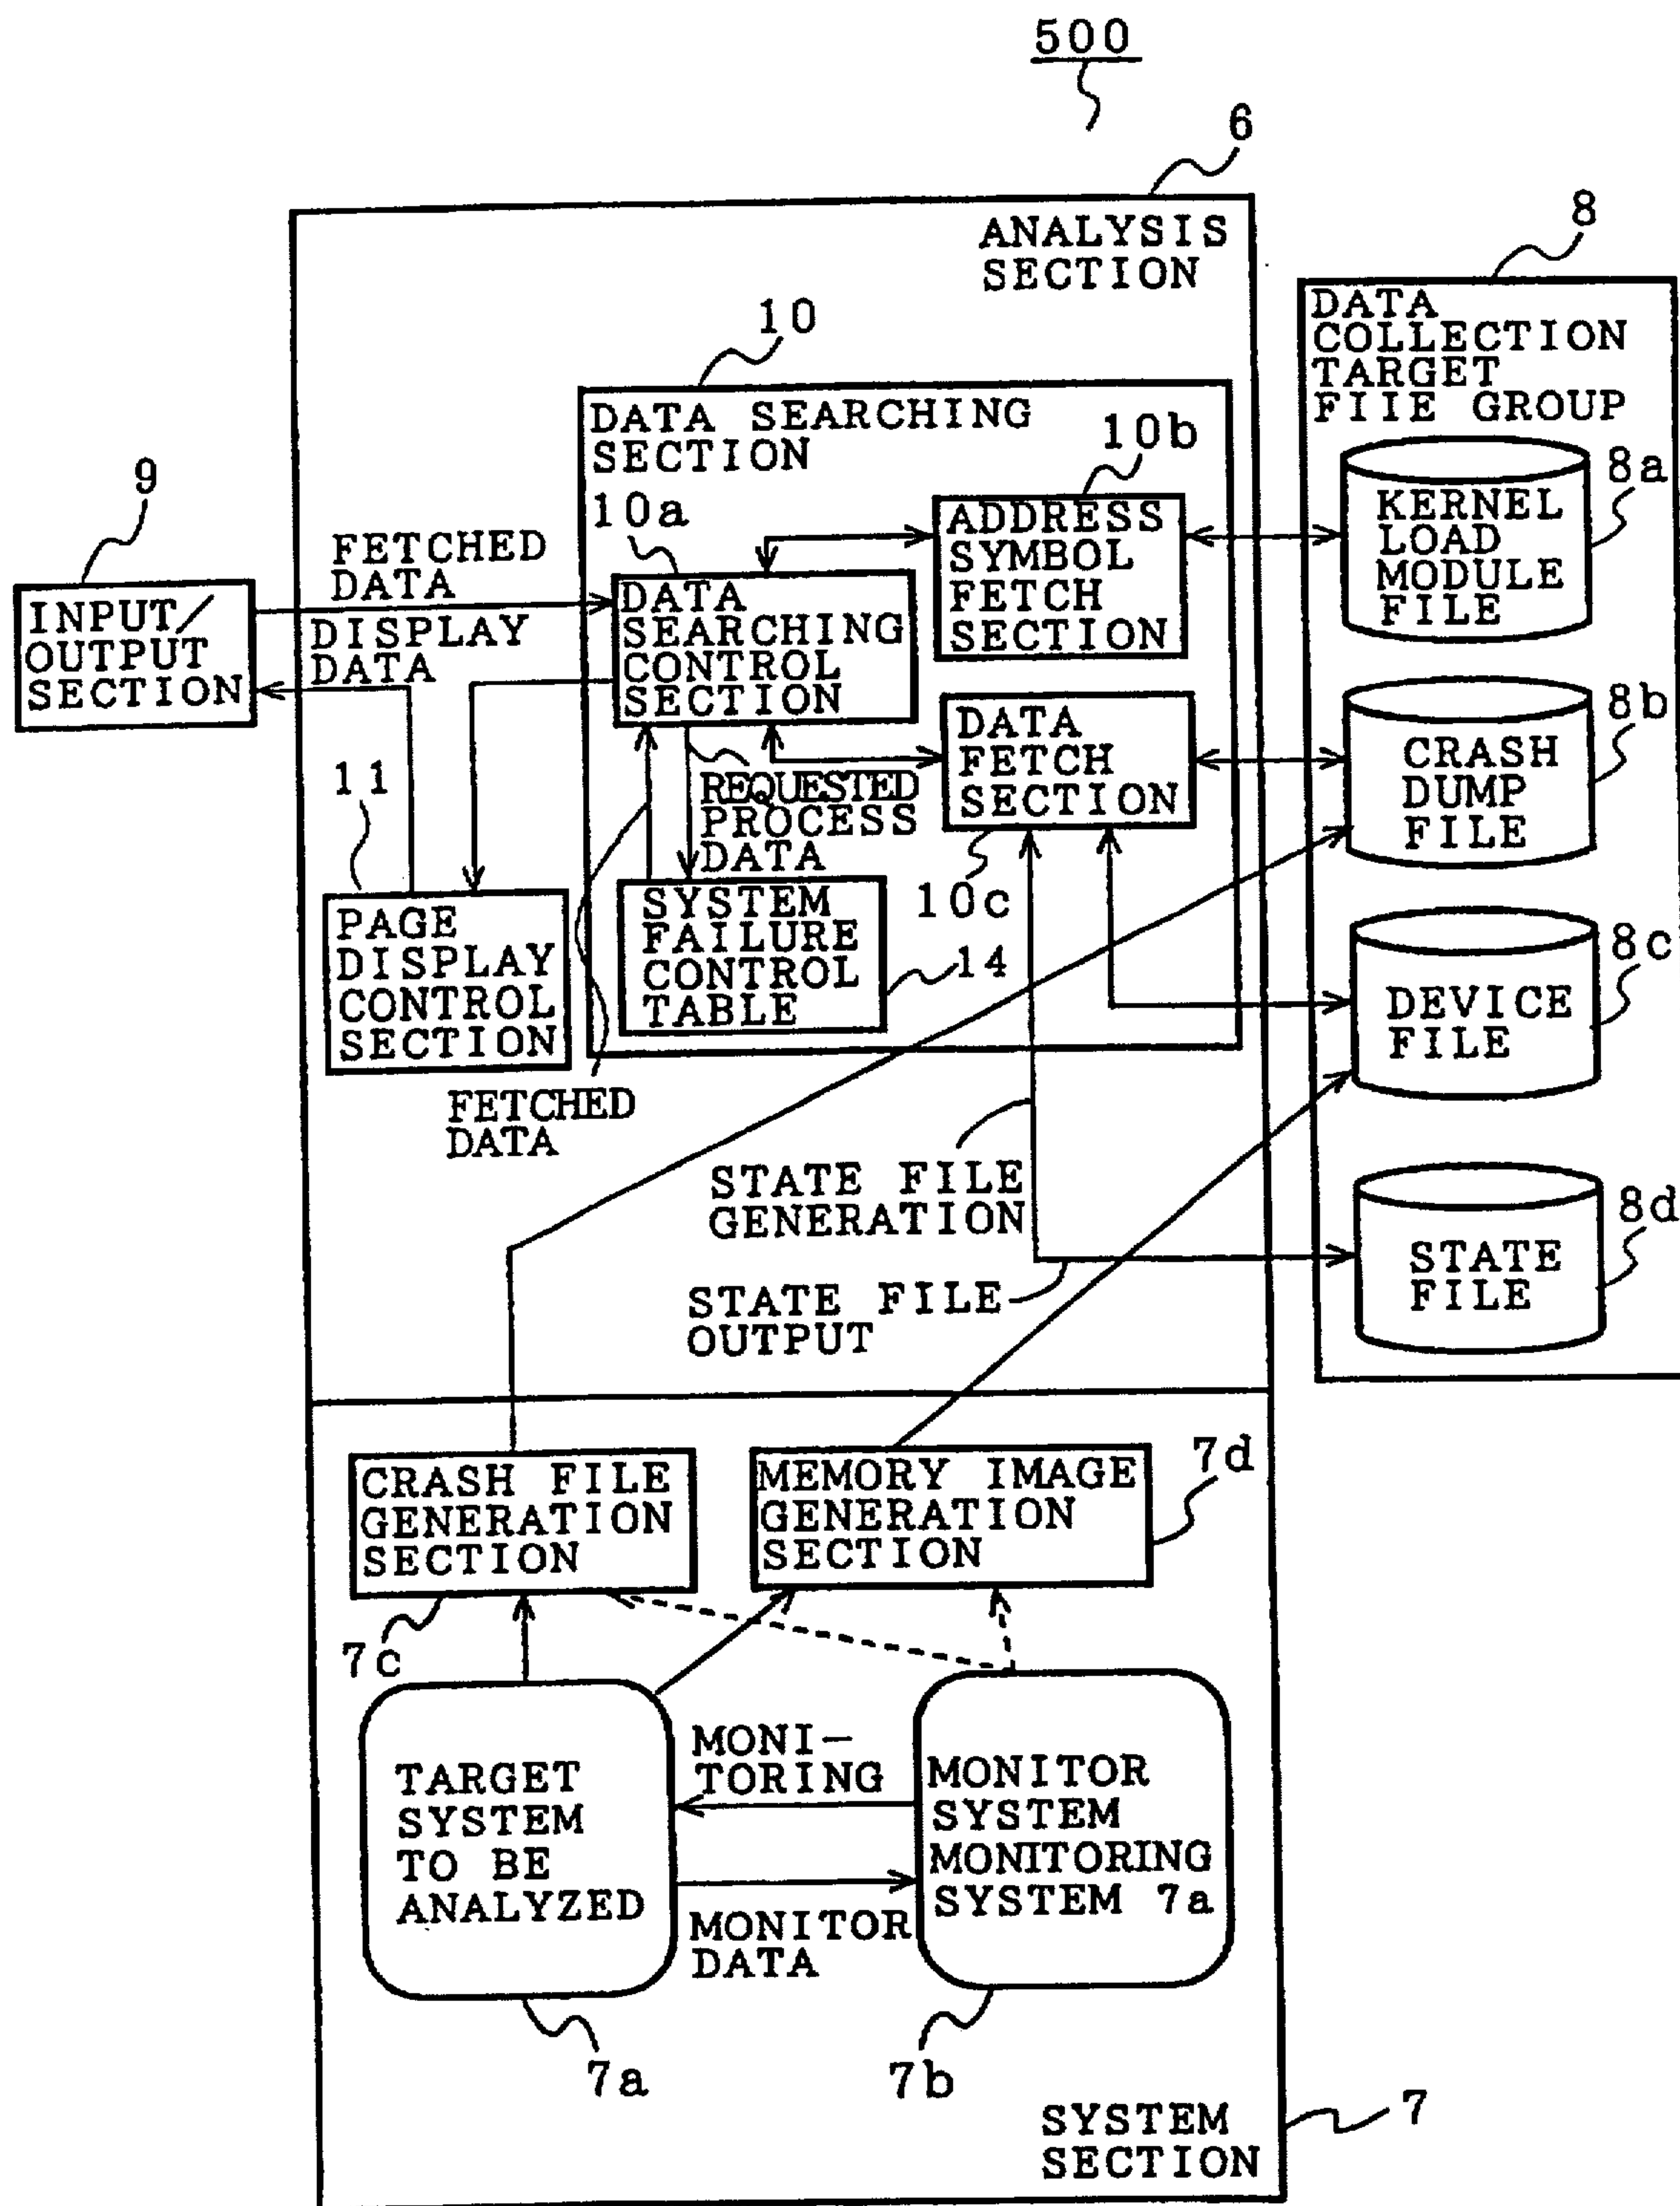 500
6
ANALYSIS
SECTION
8
DATA
COLLECTION
TARGET
FIIE GROUP
10
DATA SEARCHING
SECTION
10b
8a
KERNEL
LOAD
MODULE
FILE
9
10a
ADDRESS
SYMBOL
FETCH
SECTION
FETCHED
DATA
INPUT/
OUTPUT
SECTION
DISPLAY
DATA
DATA
SEARCHING
CONTROL
SECTION
8b
CRASH
DUMP
FILE
DATA
FETCH
SECTION
11
REQUESTED
PROCESS
DATA
10c
PAGE
DISPLAY
CONTROL
SECTION
SYSTEM
FAILURE
CONTROL
TABLE
14
8c
DEVICE
FILE
FETCHED
DATA
STATE FILE
GENERATION
8d
STATE
FILE
STATE FILE
OUTPUT
CRASH FILE
GENERATION
SECTION
MEMORY IMAGE
GENERATION
SECTION
7d
7c
TARGET
SYSTEM
TO BE
ANALYZED
MONI-
TORING
MONITOR
SYSTEM
MONITORING
SYSTEM 7a
MONITOR
DATA
7a
7b
7
SYSTEM
SECTION